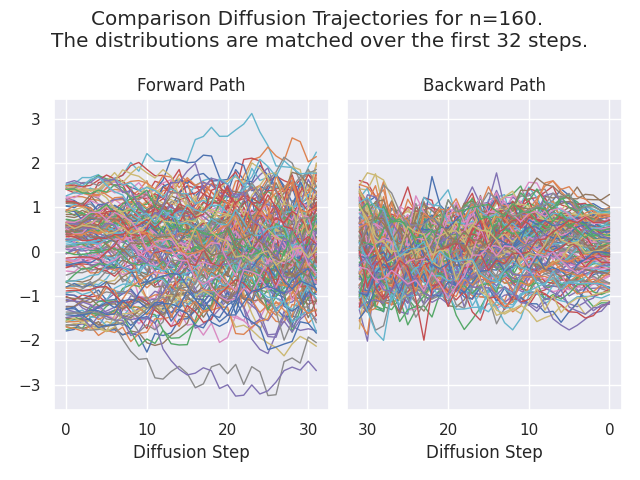 Comparison Diffusion Trajectories for n=160.
The distributions are matched over the first 32 steps.
Forward Path
Backward Path
3
2
1
0
−1
−2
−3
0 10 20 30
30 20 10 0
Diffusion Step
Diffusion Step